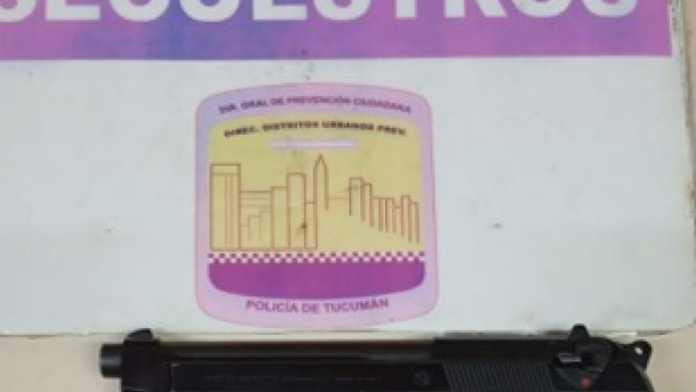 SECUESTROS
DIR. GRAL DE PREVENCIÓN CIUDADANA
DIREC. DISTRITOS URBANOS PREV.
POLICÍA DE TUCUMÁN